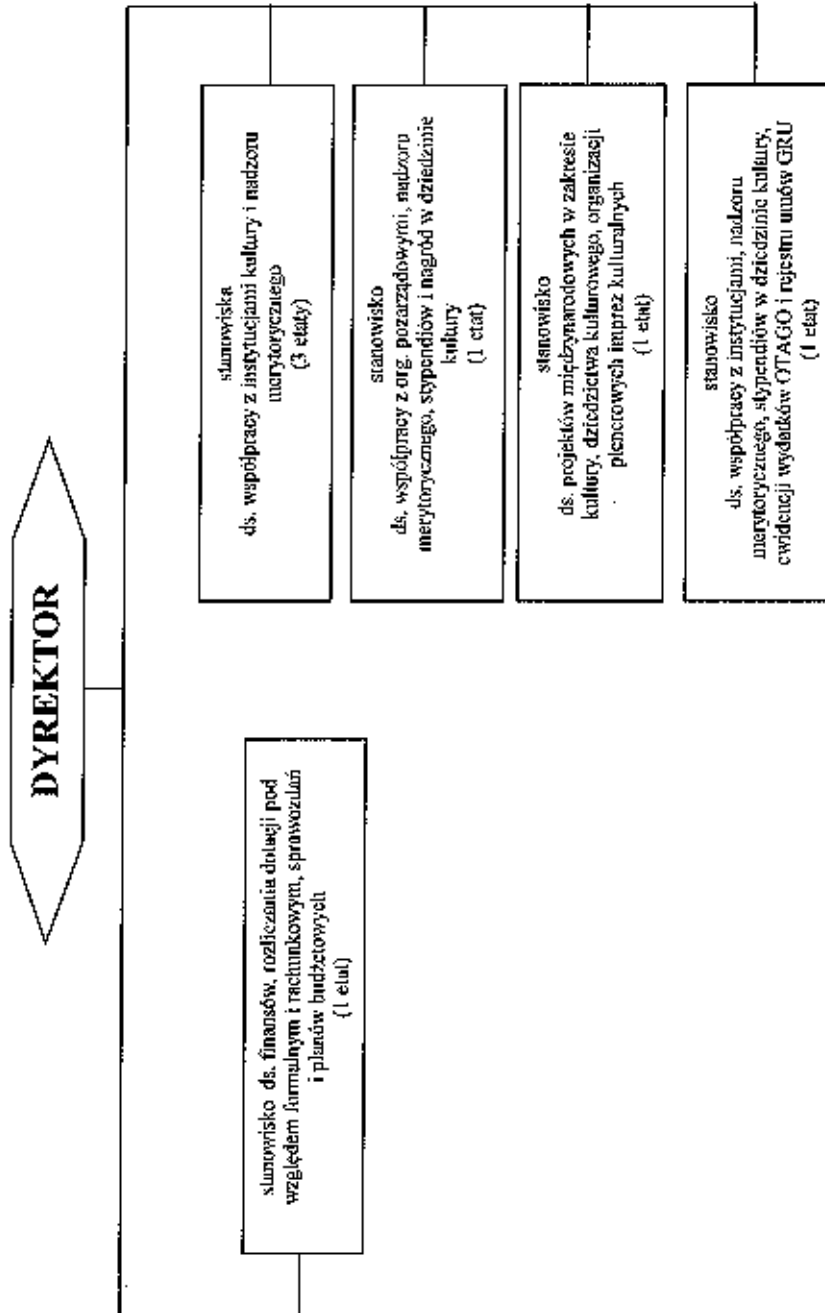 DYREKTOR
stanowisko ds. finansów, rozliczania dotacji pod
względem formalnym i rachunkowym, sprawozdań
i planów budżetowych
(1 etat)
stanowiska
ds. współpracy z instytucjami kultury i nadzoru
merytorycznego
(3 etaty)
stanowisko
ds. współpracy z org. pozarządowymi, nadzoru
merytorycznego, stypendiów i nagród w dziedzinie
kultury
(1 etat)
stanowisko
ds. projektów międzynarodowych w zakresie
kultury, dziedzictwa kulturowego, organizacji
plenerowych imprez kulturalnych
(1 etat)
stanowisko
ds. współpracy z instytucjami, nadzoru
merytorycznego, stypendiów w dziedzinie kultury,
ewidencji wydatków OTAGO i rejestru umów GRU
(1 etat)